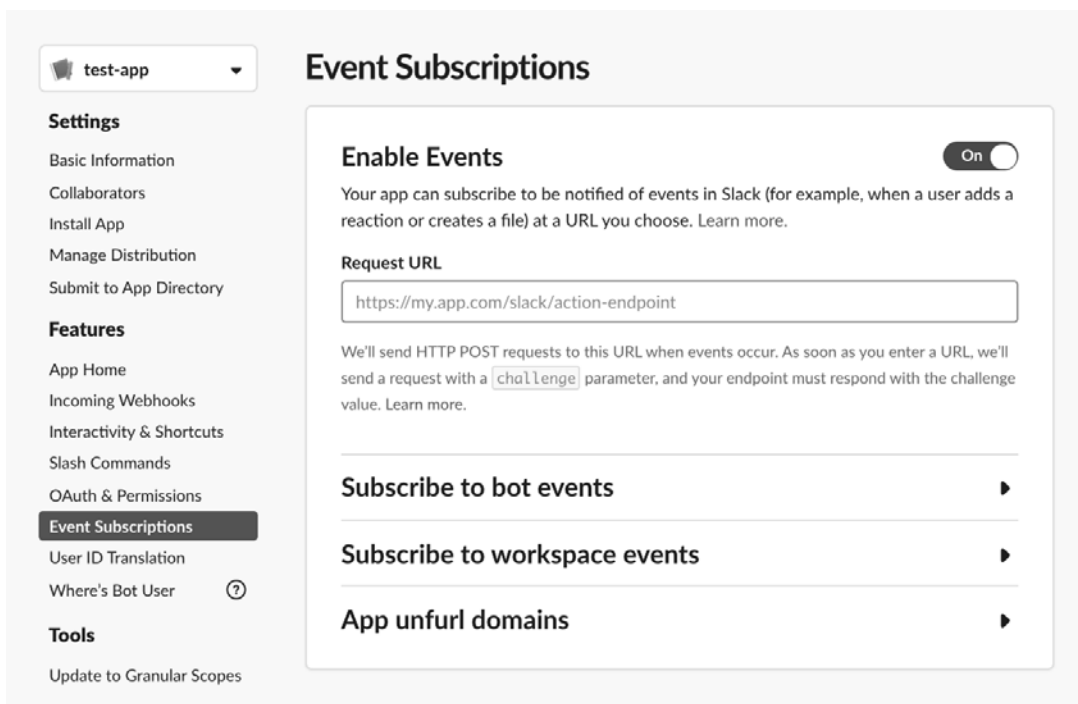 test-app
Settings
Basic Information
Collaborators
Install App
Manage Distribution
Submit to App Directory
Features
App Home
Incoming Webhooks
Interactivity & Shortcuts
Slash Commands
OAuth & Permissions
Event Subscriptions
User ID Translation
Where's Bot User ?
Tools
Update to Granular Scopes
Event Subscriptions
Enable Events
On
Your app can subscribe to be notified of events in Slack (for example, when a user adds a
reaction or creates a file) at a URL you choose. Learn more.
Request URL
https://my.app.com/slack/action-endpoint
We'll send HTTP POST requests to this URL when events occur. As soon as you enter a URL, we'll
send a request with a challenge parameter, and your endpoint must respond with the challenge
value. Learn more.
Subscribe to bot events
Subscribe to workspace events
App unfurl domains